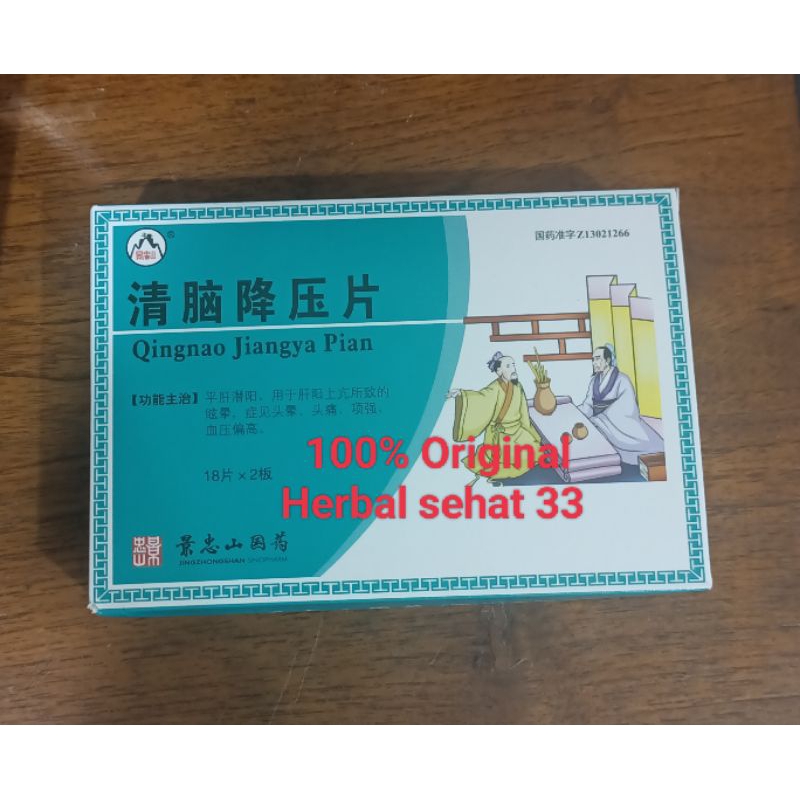 国药准字Z13021266
®
清脑降压片
Qingnao Jiangya Pian
【功能主治】平肝潜阳。用于肝阳上亢所致的
眩晕，症见头晕、头痛、项强、
血压偏高。
18片×2板
100% Original
Herbal sehat 33
景忠山国药
JINGZHONGSHAN SINOPHARM